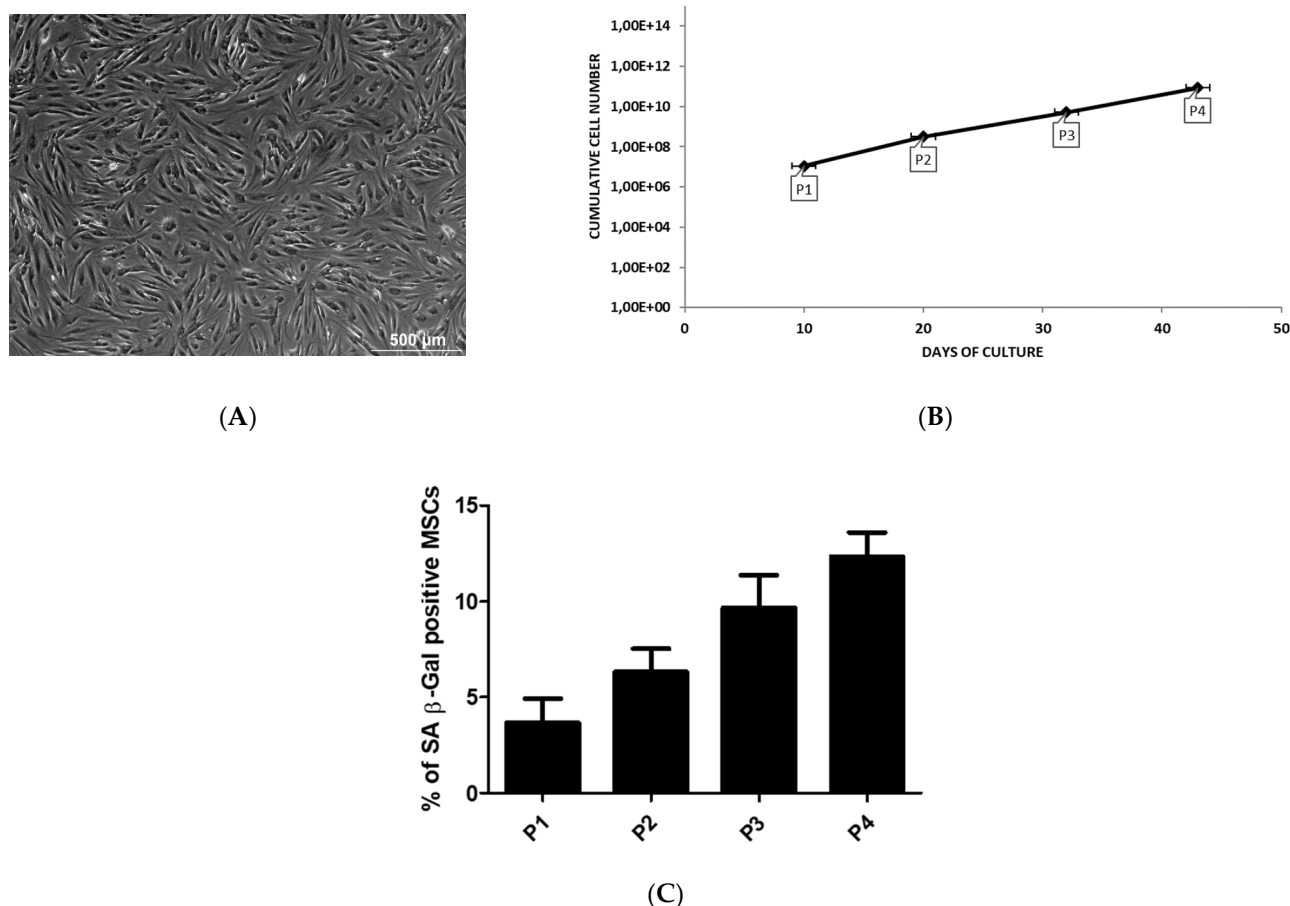 500 μm
(A)
CUMULATIVE CELL NUMBER
1,00E+14
1,00E+12
1,00E+10
1,00E+08
1,00E+06
1,00E+04
1,00E+02
1,00E+00
P1
P2
P3
P4
0 10 20 30 40 50
DAYS OF CULTURE
(B)
% of SA β-Gal positive MSCs
15
10
5
0
P1 P2 P3 P4
(C)